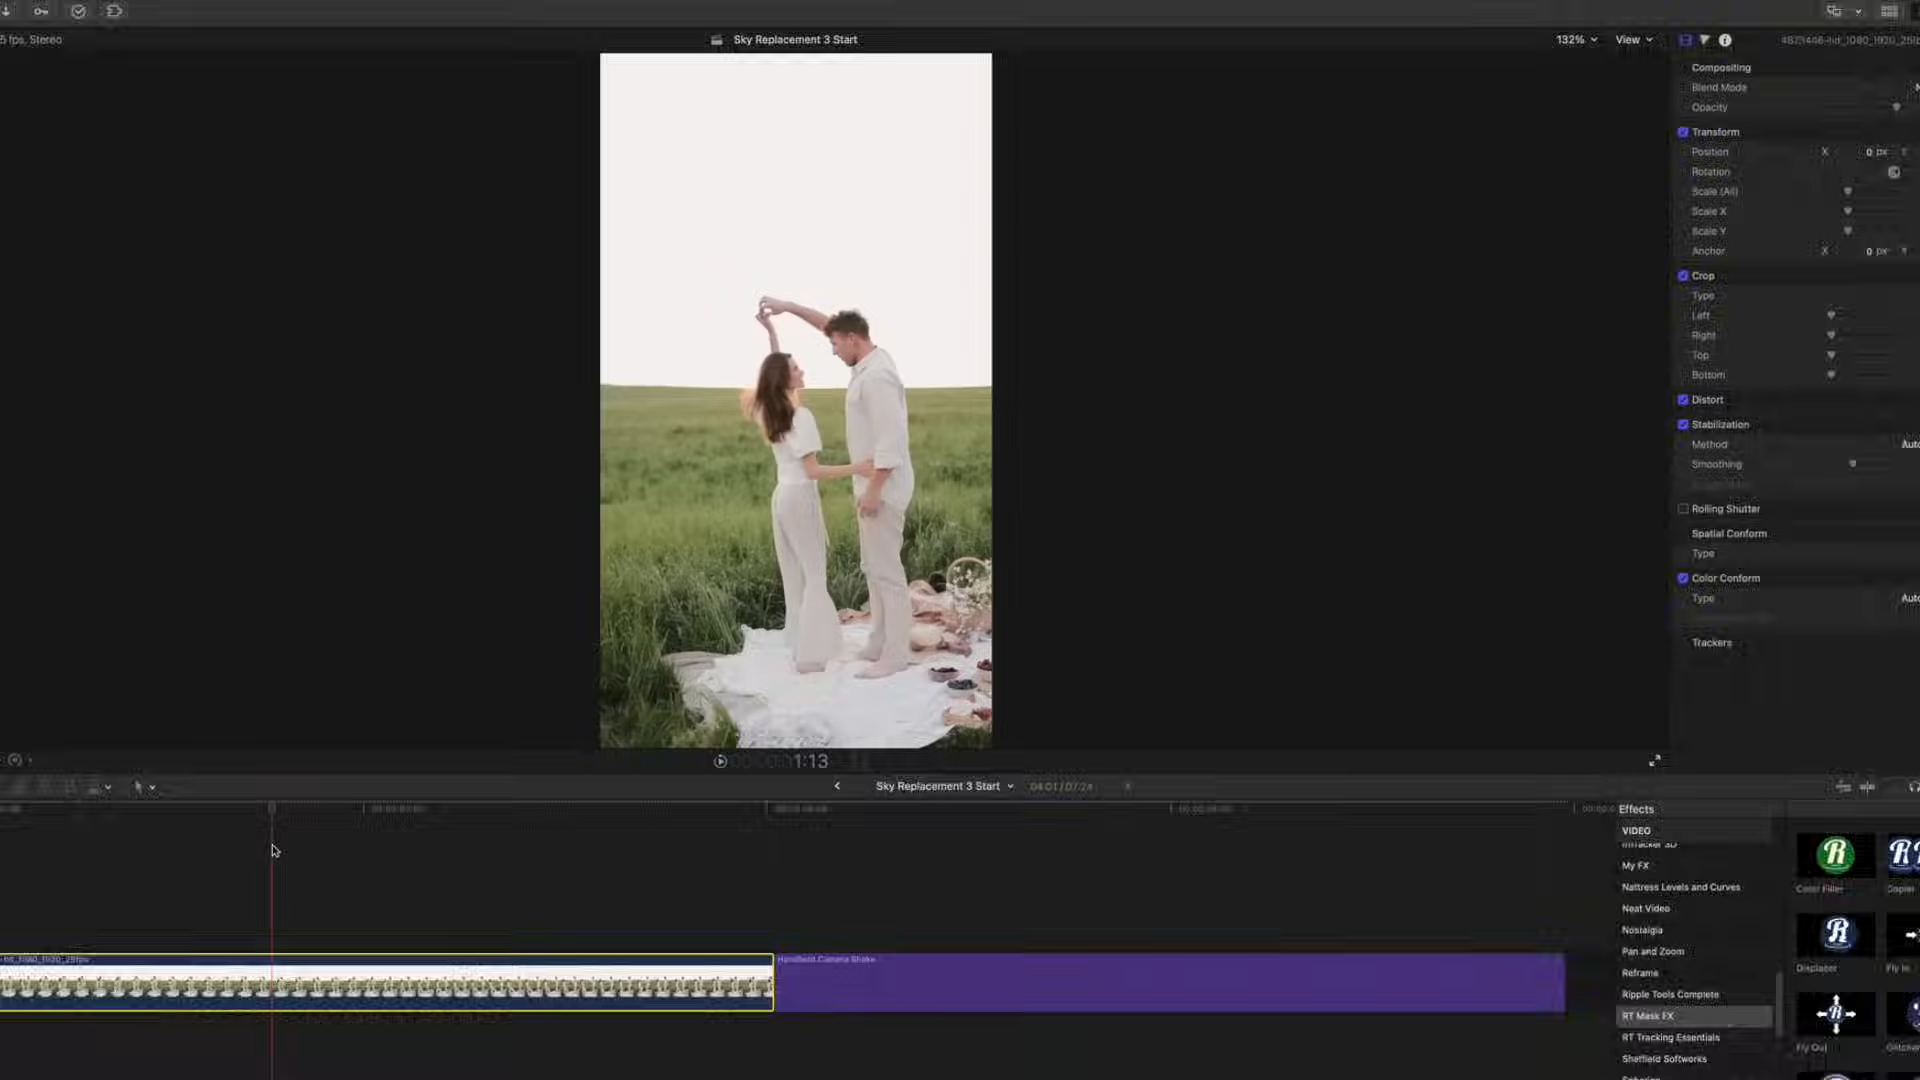 fps, Stereo
Sky Replacement 3 Start
132%
View
Compositing
Blend Mode
Opacity
Transform
Position X 0 px
Rotation
Scale (All)
Scale X
Scale Y
Anchor X 0 px
Crop
Type
Left
Right
Top
Bottom
Distort
Stabilization
Method Auto
Smoothing
Rolling Shutter
Spatial Conform
Type
Color Conform
Type Auto
Trackers
1:13
Sky Replacement 3 Start
Effects
VIDEO
My FX
Nattress Levels and Curves
Neat Video
Nostalgia
Pan and Zoom
Reframe
Ripple Tools Complete
RT Mask FX
RT Tracking Essentials
Sheffield Softworks
Displacer
Fly In
Fly Out
Handheld Camera Shake